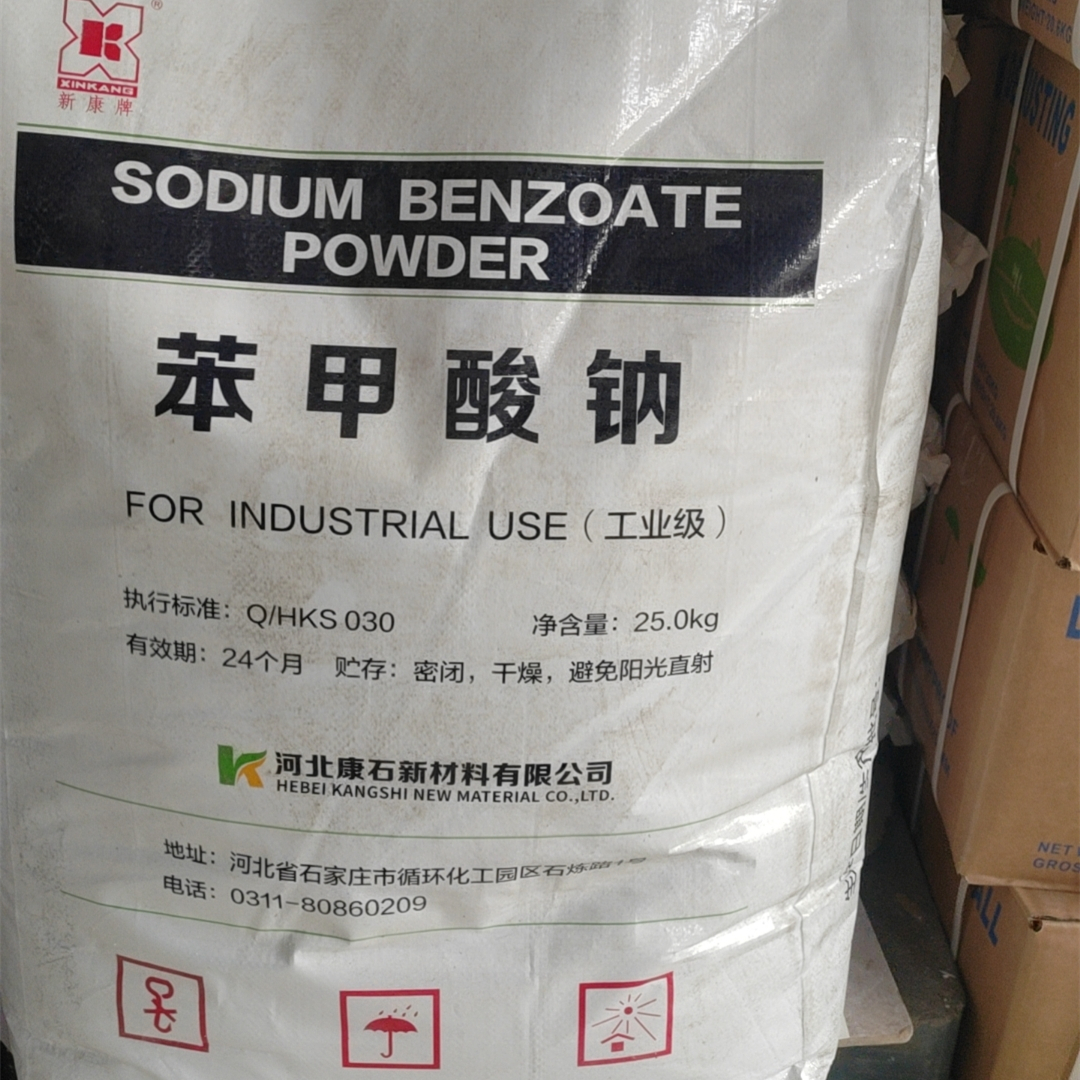 ®
XINKANG
新康牌
SODIUM BENZOATE
POWDER
苯甲酸钠
FOR INDUSTRIAL USE（工业级）
执行标准：Q/HKS 030 净含量：25.0kg
有效期：24个月 贮存：密闭，干燥，避免阳光直射
河北康石新材料有限公司
HEBEI KANGSHI NEW MATERIAL CO.,LTD.
地址：河北省石家庄市循环化工园区石炼路1号
电话：0311-80860209
USTING
NET
GROS
ALL